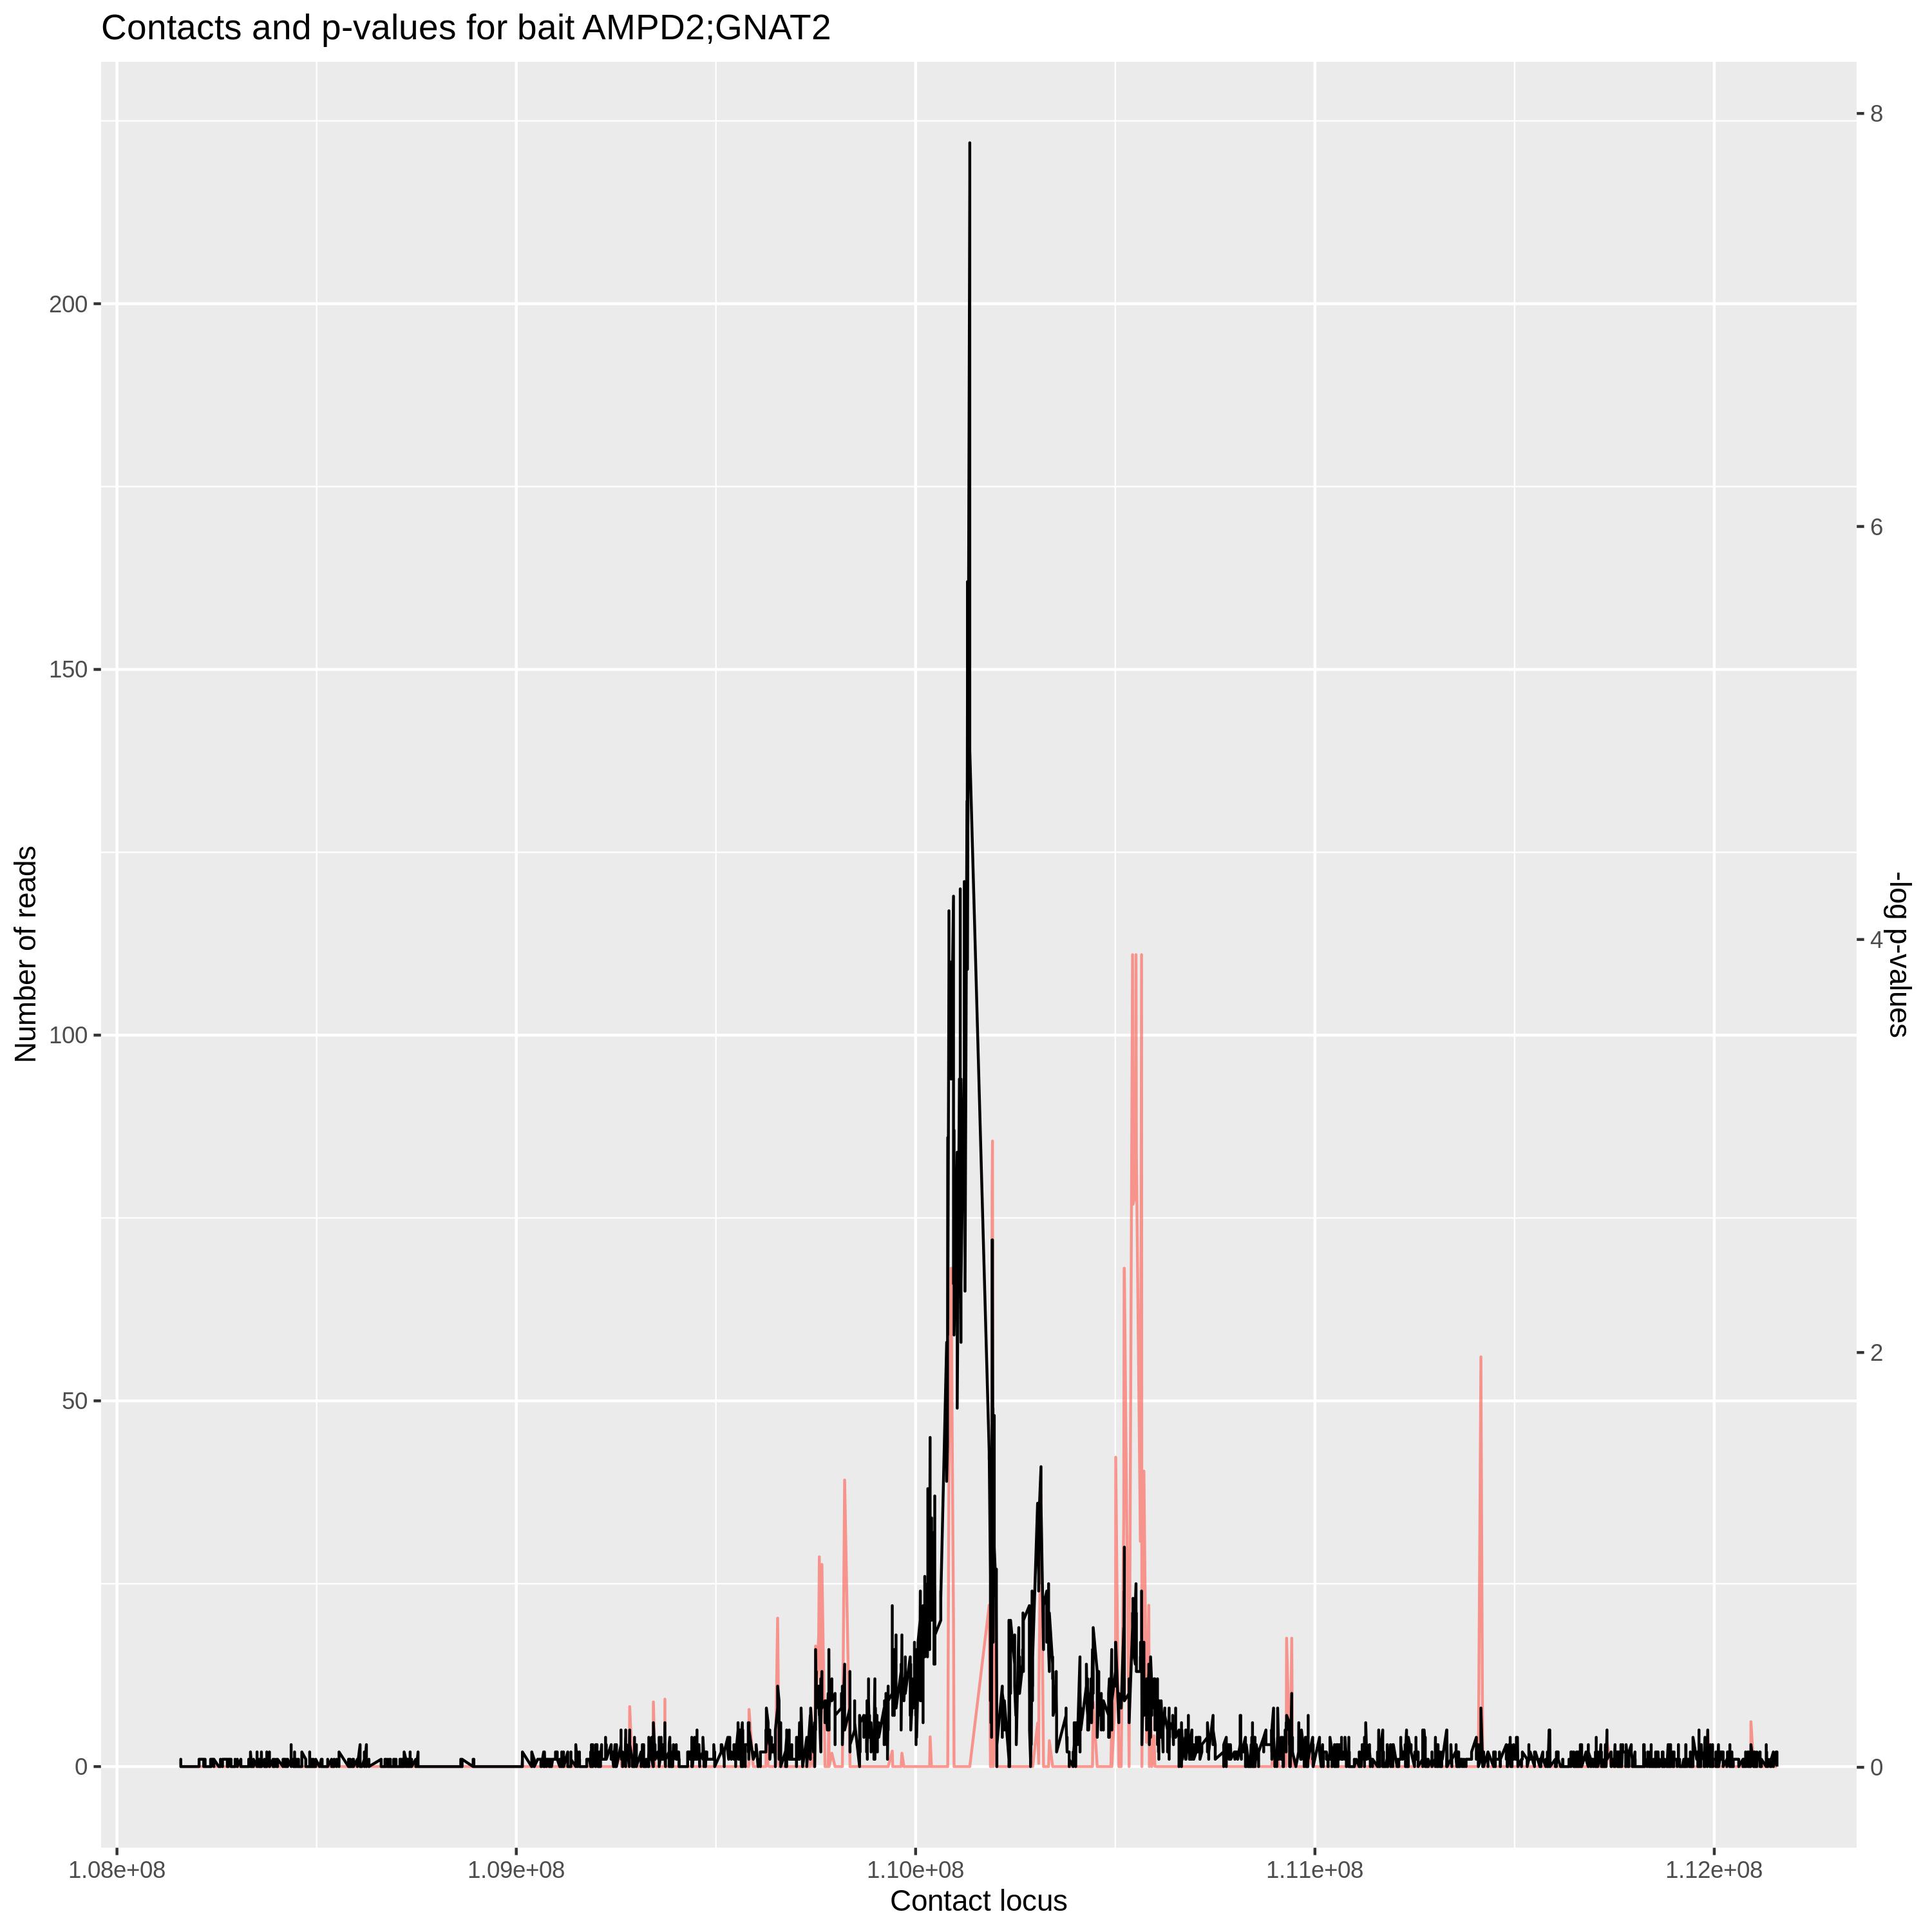 Contacts and p-values for bait AMPD2;GNAT2
Number of reads
200
150
100
50
0
8
6
4
2
0
-log p-values
1.08e+08
1.09e+08
1.10e+08
1.11e+08
1.12e+08
Contact locus